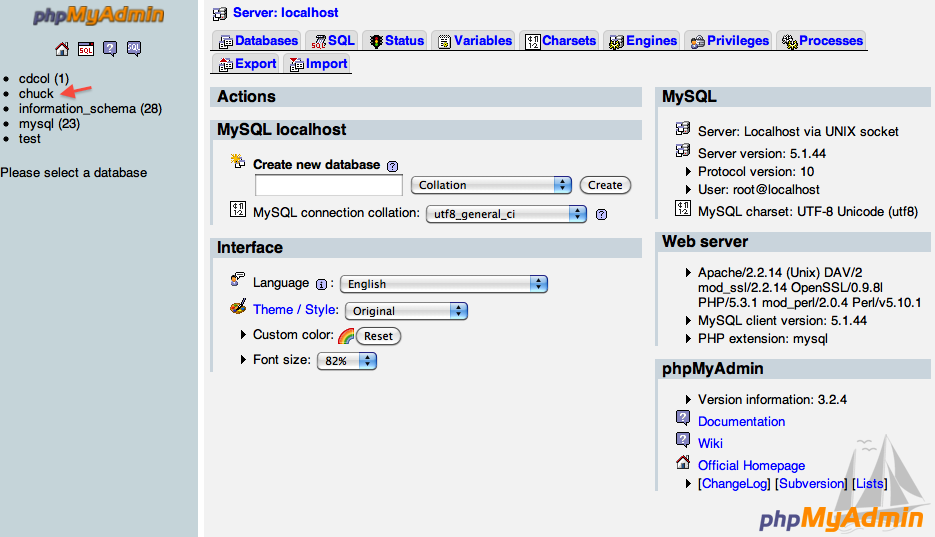 phpMyAdmin
SQL
SQL
cdcol (1)
chuck
information_schema (28)
mysql (23)
test
Please select a database
Server: localhost
Databases SQL Status Variables Charsets Engines Privileges Processes
Export Import
Actions
MySQL localhost
Create new database
Collation Create
MySQL connection collation: utf8_general_ci
Interface
Language : English
Theme / Style: Original
Custom color: Reset
Font size: 82%
MySQL
Server: Localhost via UNIX socket
Server version: 5.1.44
Protocol version: 10
User: root@localhost
MySQL charset: UTF-8 Unicode (utf8)
Web server
Apache/2.2.14 (Unix) DAV/2
mod_ssl/2.2.14 OpenSSL/0.9.8l
PHP/5.3.1 mod_perl/2.0.4 Perl/v5.10.1
MySQL client version: 5.1.44
PHP extension: mysql
phpMyAdmin
Version information: 3.2.4
Documentation
Wiki
Official Homepage
[ChangeLog] [Subversion] [Lists]
phpMyAdmin